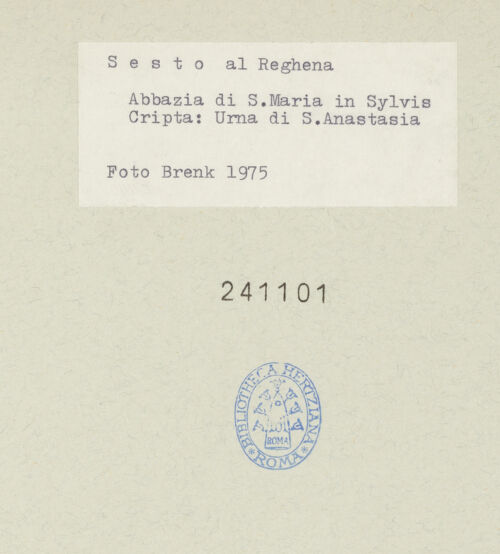 Sesto al Reghena
Abbazia di S.Maria in Sylvis
Cripta: Urna di S.Anastasia
Foto Brenk 1975
241101
BIBLIOTHECA HERTZIANA
ROMA
*ROMA*